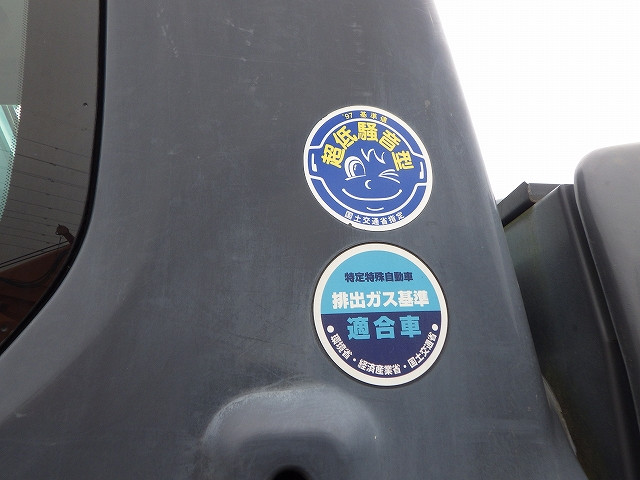 '97 基準値
超低騒音型
国土交通省指定
特定特殊自動車
排出ガス基準
適合車
・環境省・経済産業省・国土交通省・